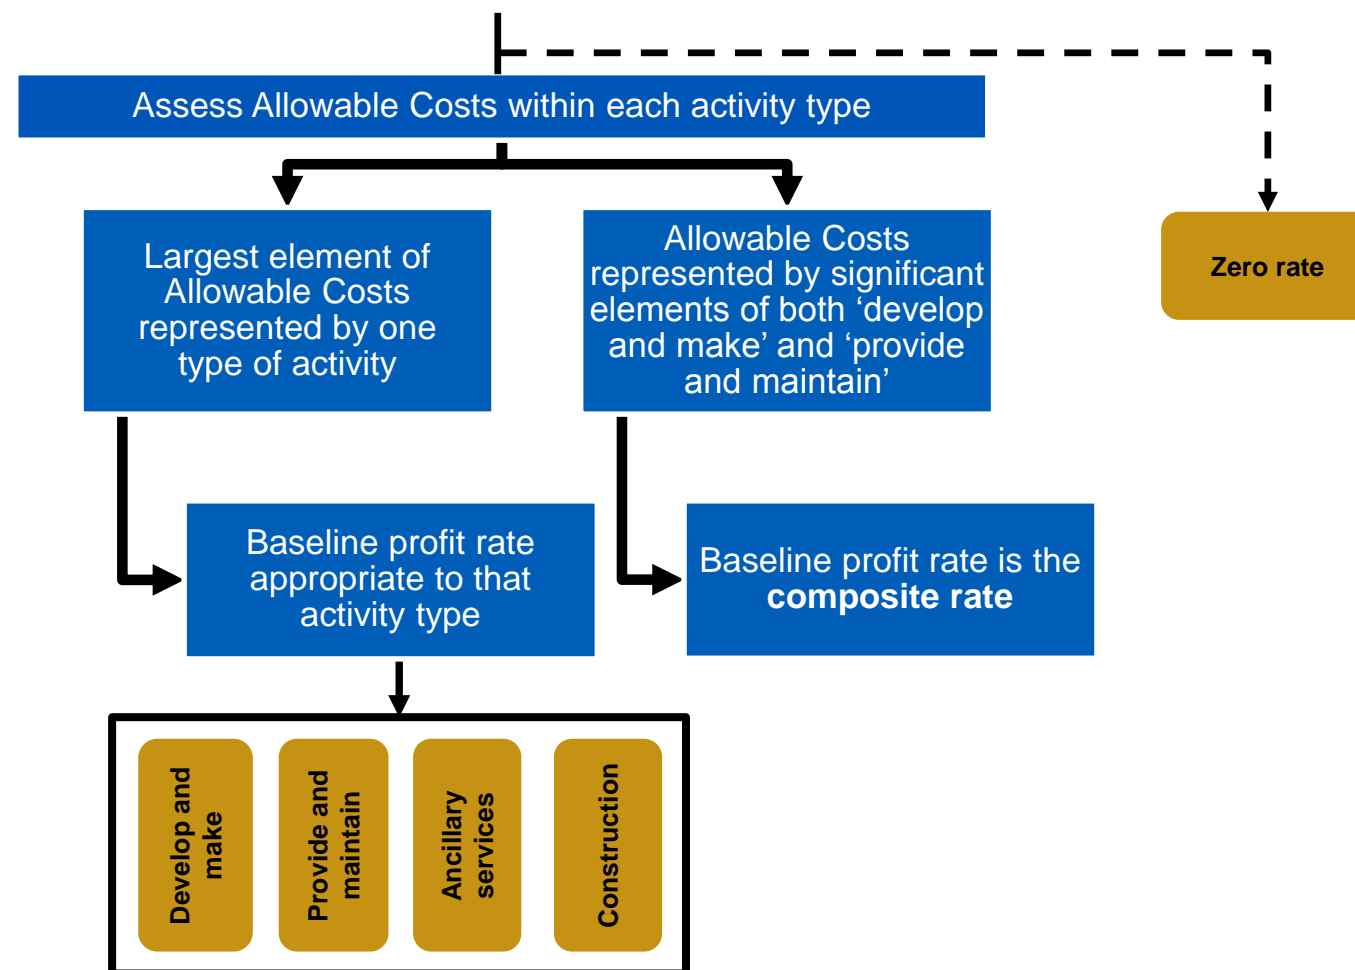 Assess Allowable Costs within each activity type
Largest element of
Allowable Costs
represented by one
type of activity
Allowable Costs
represented by significant
elements of both ‘develop
and make’ and ‘provide
and maintain’
Zero rate
Baseline profit rate
appropriate to that
activity type
Baseline profit rate is the
composite rate
Develop and
make
Provide and
maintain
Ancillary
services
Construction